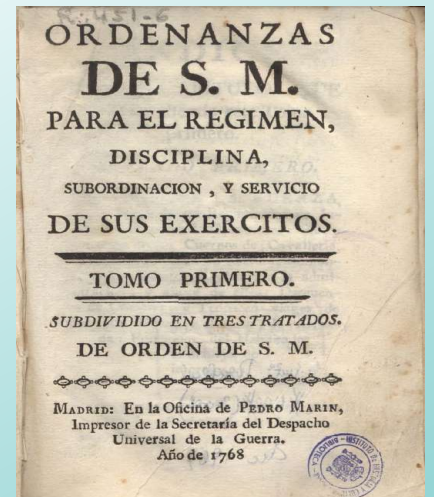 R. 451-6
ORDENANZAS
DE S. M.
PARA EL REGIMEN,
DISCIPLINA,
SUBORDINACION , Y SERVICIO
DE SUS EXERCITOS.
TOMO PRIMERO.
SUBDIVIDIDO EN TRES TRATADOS.
DE ORDEN DE S. M.
MADRID: En la Oficina de PEDRO MARIN,
Impresor de la Secretaría del Despacho
Universal de la Guerra.
Año de 1768